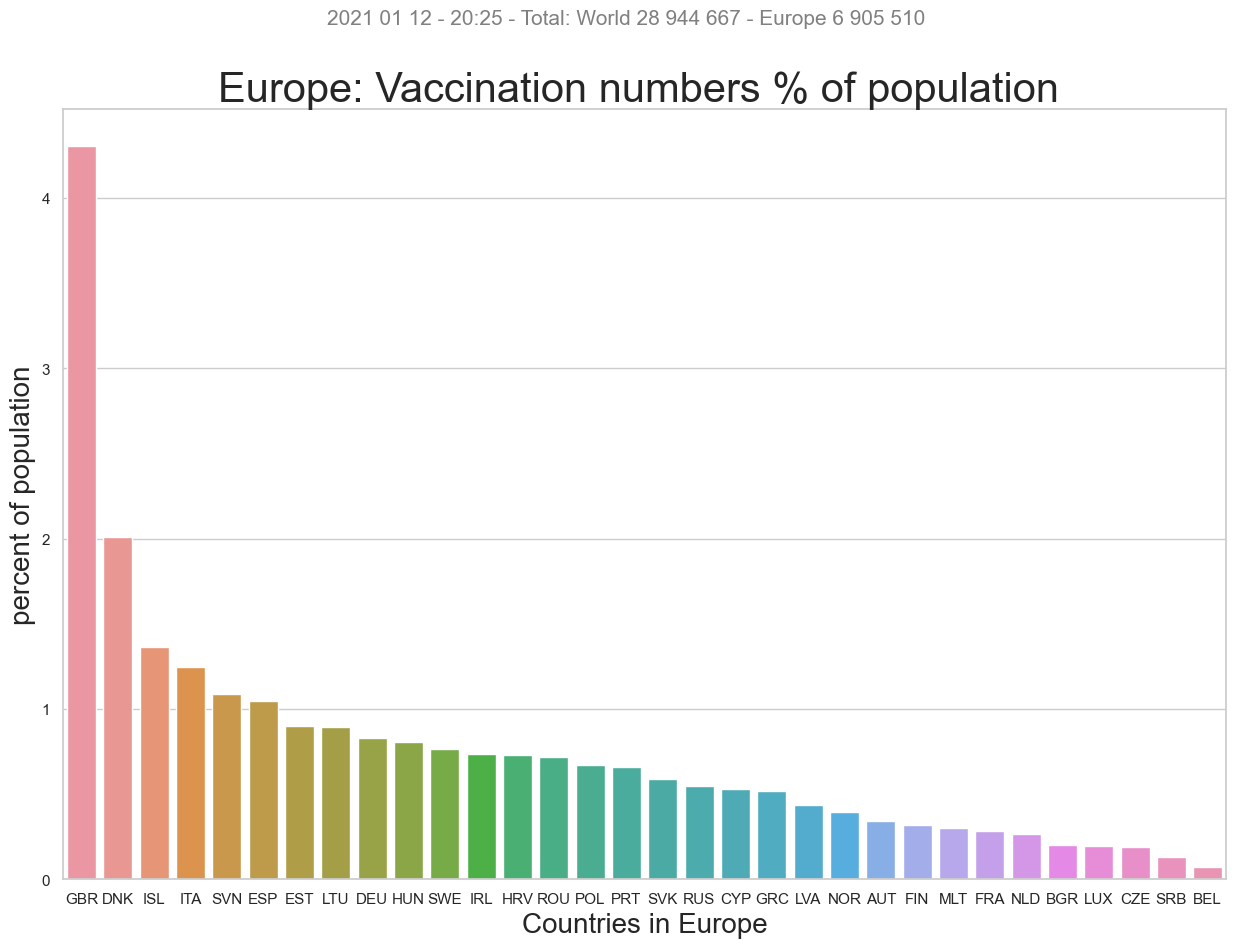 2021 01 12 - 20:25 - Total: World 28 944 667 - Europe 6 905 510
Europe: Vaccination numbers % of population
percent of population
4
3
2
1
0
GBR DNK ISL ITA SVN ESP EST LTU DEU HUN SWE IRL HRV ROU POL PRT SVK RUS CYP GRC LVA NOR AUT FIN MLT FRA NLD BGR LUX CZE SRB BEL
Countries in Europe